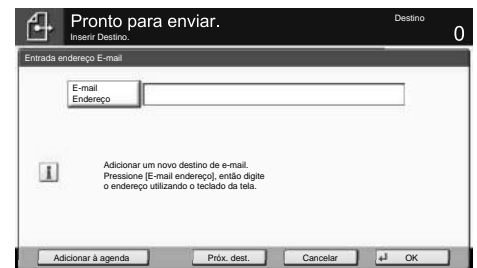 Pronto para enviar.
Destino
Inserir Destino.
0
Entrada endereço E-mail
E-mail
Endereço
Adicionar um novo destino de e-mail.
Pressione [E-mail endereço], então digite
o endereço utilizando o teclado da tela.
Adicionar à agenda
Próx. dest.
Cancelar
OK